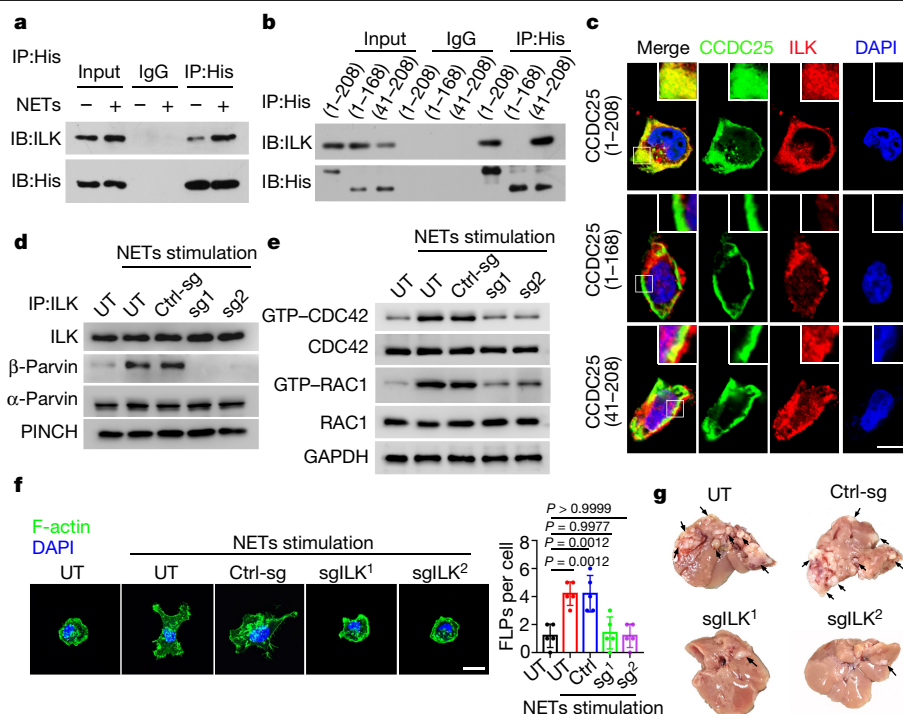 a
IP:His
Input IgG IP:His
NETs – + – + – +
IB:ILK
IB:His
b
Input IgG IP:His
IP:His (1–208) (1–168) (41–208) (1–208) (1–168) (41–208) (1–208) (1–168) (41–208)
IB:ILK
IB:His
c
Merge CCDC25 ILK DAPI
CCDC25 (1–208)
CCDC25 (1–168)
CCDC25 (41–208)
d
NETs stimulation
IP:ILK UT UT Ctrl-sg sg1 sg2
ILK
β-Parvin
α-Parvin
PINCH
e
NETs stimulation
UT UT Ctrl-sg sg1 sg2
GTP–CDC42
CDC42
GTP–RAC1
RAC1
GAPDH
f
F-actin
DAPI
NETs stimulation
UT UT Ctrl-sg sgILK1 sgILK2
P > 0.9999
P = 0.9977
P = 0.0012
P = 0.0012
FLPs per cell
8
6
4
2
0
UT UT Ctrl sg1 sg2
NETs stimulation
g
UT Ctrl-sg
sgILK1 sgILK2